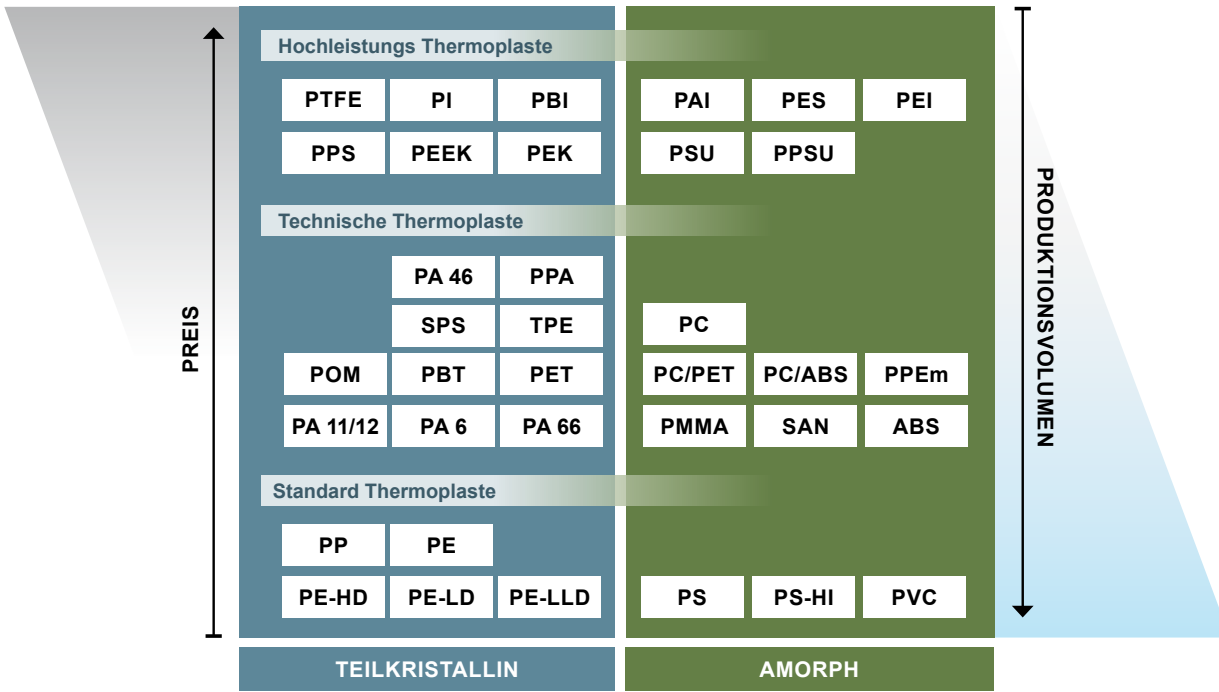 Hochleistungs Thermoplaste
PTFE PI PBI PAI PES PEI
PPS PEEK PEK PSU PPSU
Technische Thermoplaste
PA 46 PPA
SPS TPE PC
POM PBT PET PC/PET PC/ABS PPEm
PA 11/12 PA 6 PA 66 PMMA SAN ABS
Standard Thermoplaste
PP PE
PE-HD PE-LD PE-LLD PS PS-HI PVC
TEILKRISTALLIN AMORPH
PREIS
PRODUKTIONSVOLUMEN